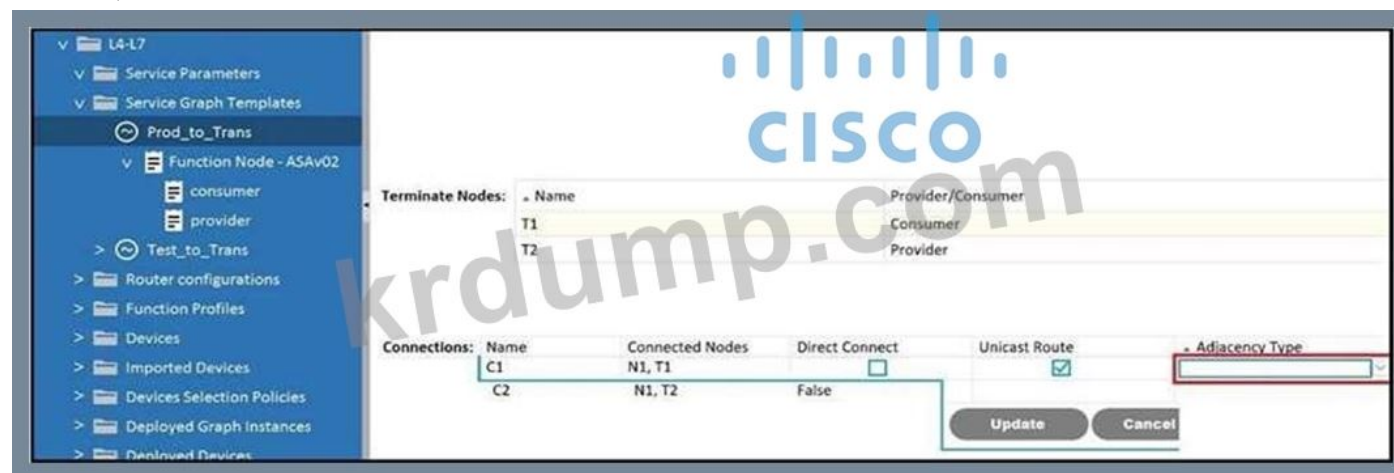 L4-L7
Service Parameters
Service Graph Templates
Prod_to_Trans
Function Node - ASAv02
consumer
provider
Test_to_Trans
Router configurations
Function Profiles
Devices
Imported Devices
Devices Selection Policies
Deployed Graph Instances
Deployed Devices
CISCO
krdump.com
Terminate Nodes: Name Provider/Consumer
T1 Consumer
T2 Provider
Connections: Name Connected Nodes Direct Connect Unicast Route Adjacency Type
C1 N1, T1
C2 N1, T2 False
Update Cancel